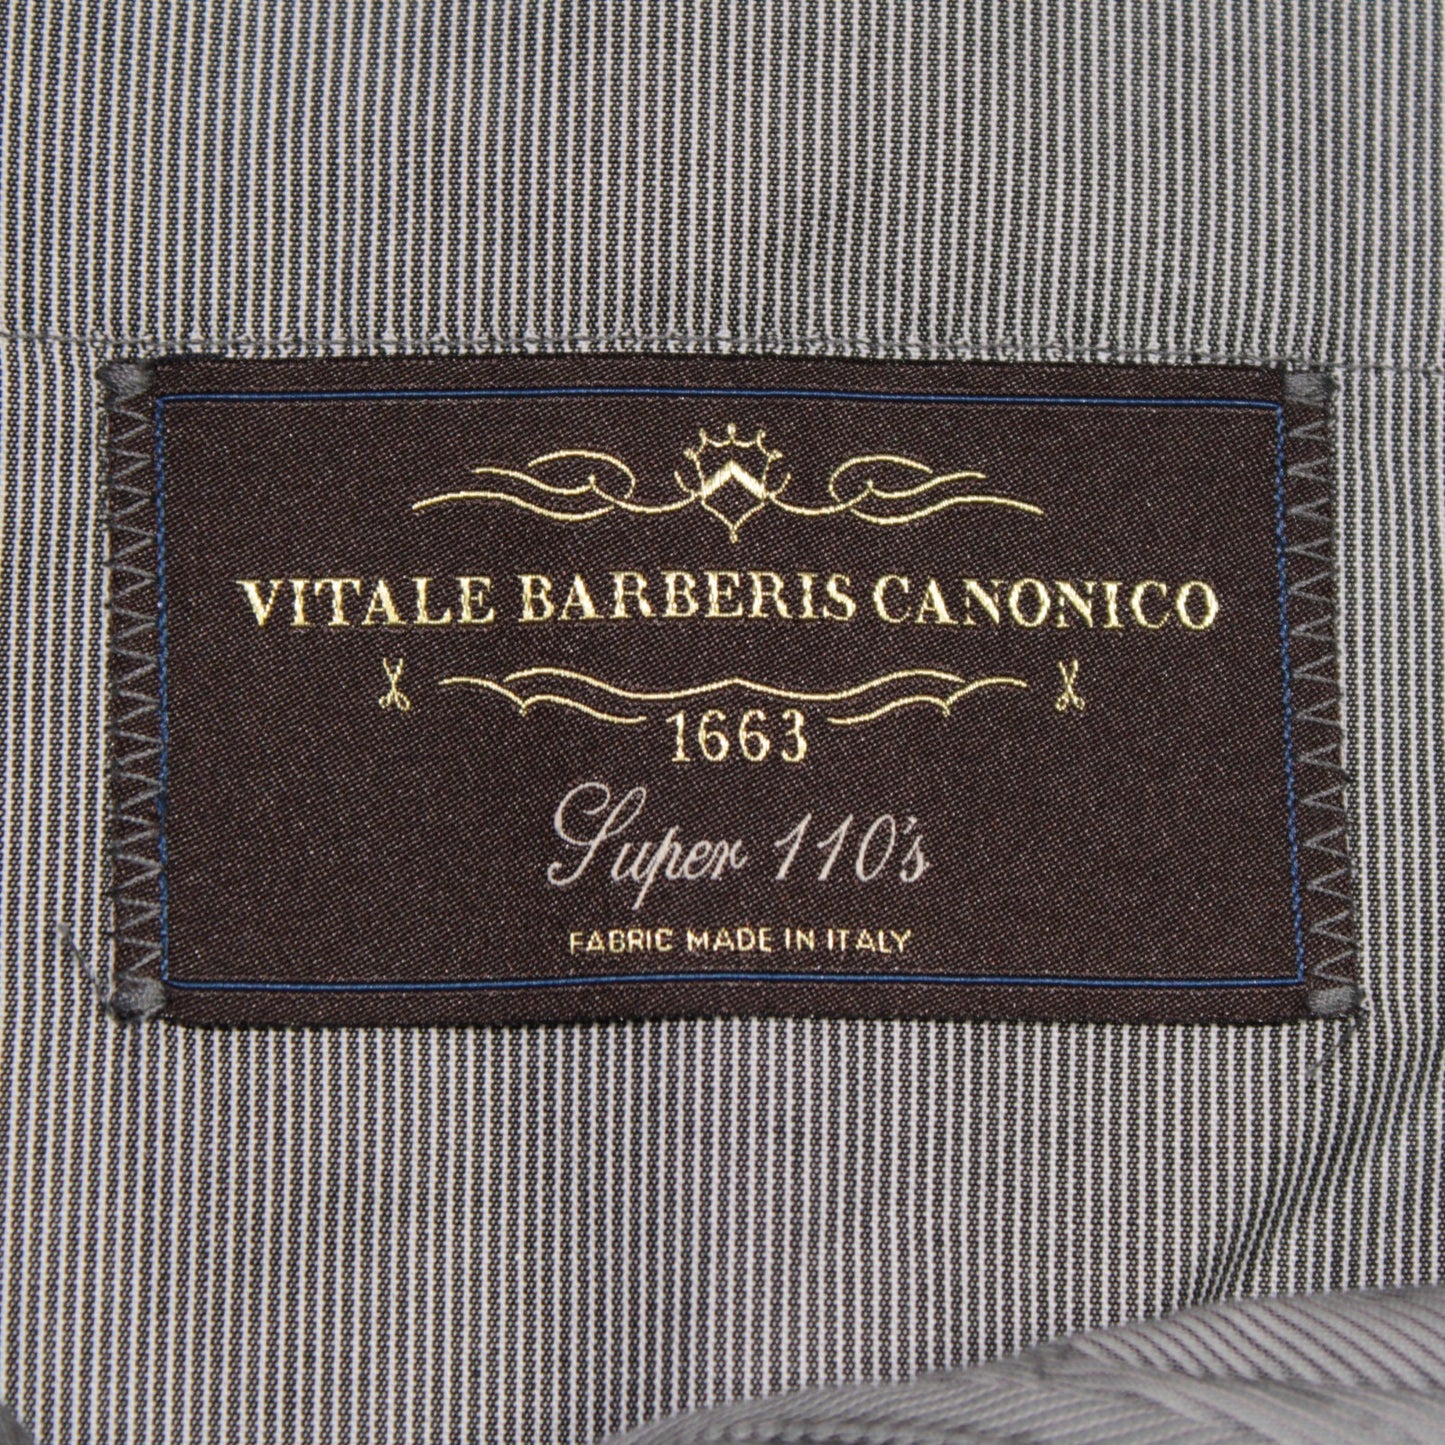 VITALE BARBERIS CANONICO
1663
Super 110's
FABRIC MADE IN ITALY